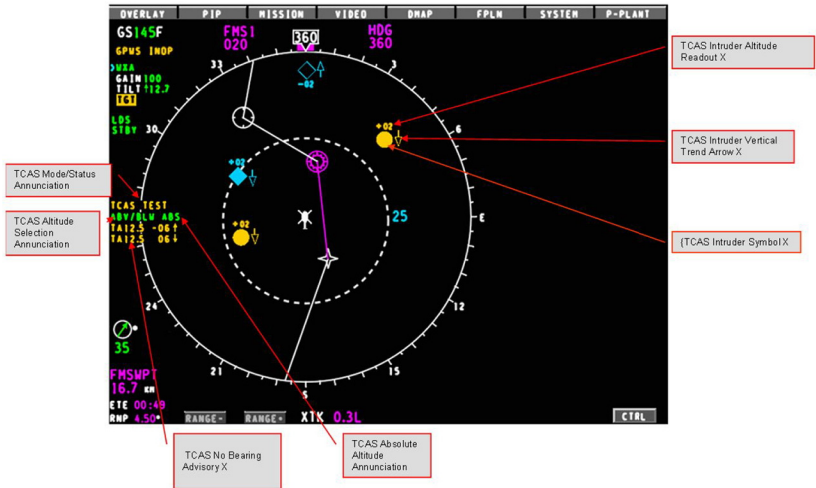 OVERLAY PIP MISSION VIDEO DMAP FPLN SYSTEM P-PLANT
GS145F FMS1 360 HDG
020 360
GPWS INOP
>WXA
GAIN 100
TILT ↑12.7
TGT
LDS
STBY
33
3
-02
30
+02
6
+02
25
E
+02
24
12
21
15
S
TCAS TEST
ABV/BLW ABS
TA12.5 -06↑
TA12.5 06↓
35
FMSWPT
16.7 KM
ETE 00:49
RNP 4.50*
RANGE- RANGE+ XTK 0.3L CTRL
TCAS Mode/Status
Annunciation
TCAS Altitude
Selection
Annunciation
TCAS No Bearing
Advisory X
TCAS Absolute
Altitude
Annunciation
TCAS Intruder Altitude
Readout X
TCAS Intruder Vertical
Trend Arrow X
(TCAS Intruder Symbol X